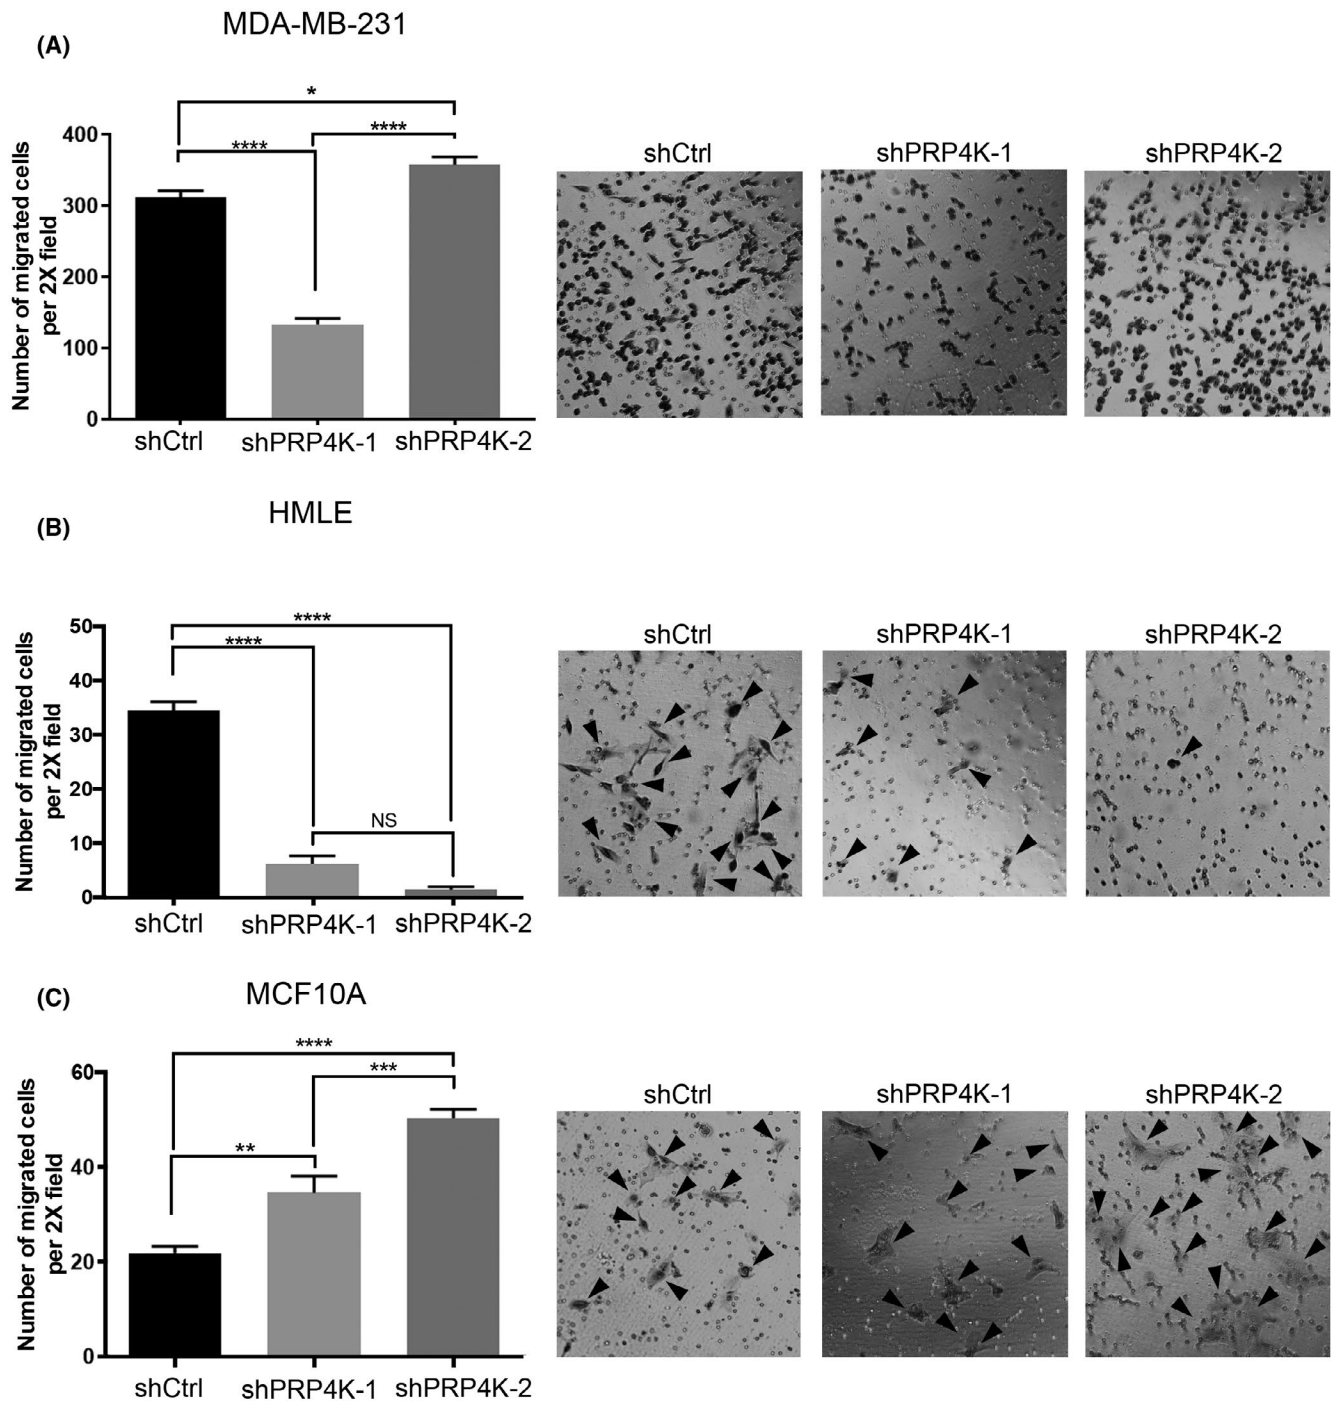 (A)
MDA-MB-231
*
****
****
Number of migrated cells
per 2X field
400
300
200
100
0
shCtrl
shPRP4K-1
shPRP4K-2
shCtrl
shPRP4K-1
shPRP4K-2
(B)
HMLE
****
****
NS
Number of migrated cells
per 2X field
50
40
30
20
10
0
shCtrl
shPRP4K-1
shPRP4K-2
shCtrl
shPRP4K-1
shPRP4K-2
(C)
MCF10A
****
***
**
Number of migrated cells
per 2X field
60
40
20
0
shCtrl
shPRP4K-1
shPRP4K-2
shCtrl
shPRP4K-1
shPRP4K-2